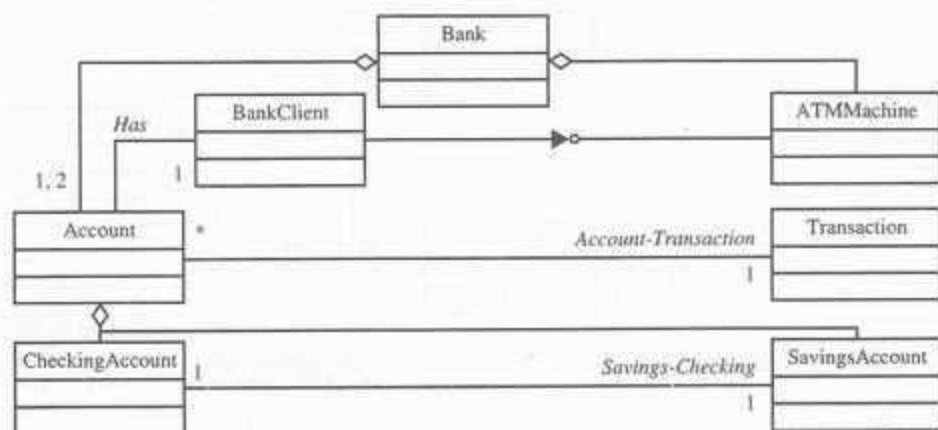 Bank
BankClient
ATMMachine
Has
1, 2
1
Account
*
Account-Transaction
1
Transaction
CheckingAccount
1
Savings-Checking
1
SavingsAccount